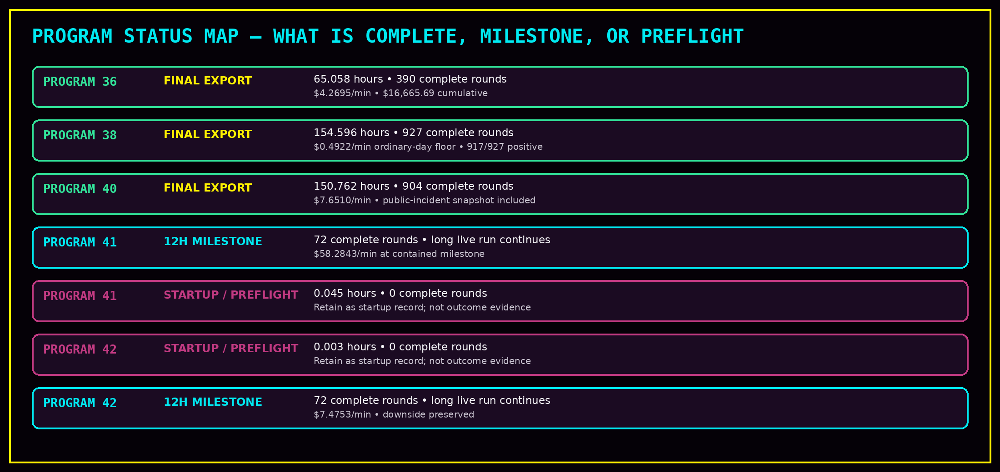 PROGRAM STATUS MAP — WHAT IS COMPLETE, MILESTONE, OR PREFLIGHT
PROGRAM 36
FINAL EXPORT
65.058 hours • 390 complete rounds
$4.2695/min • $16,665.69 cumulative
PROGRAM 38
FINAL EXPORT
154.596 hours • 927 complete rounds
$0.4922/min ordinary-day floor • 917/927 positive
PROGRAM 40
FINAL EXPORT
150.762 hours • 904 complete rounds
$7.6510/min • public-incident snapshot included
PROGRAM 41
12H MILESTONE
72 complete rounds • long live run continues
$58.2843/min at contained milestone
PROGRAM 41
STARTUP / PREFLIGHT
0.045 hours • 0 complete rounds
Retain as startup record; not outcome evidence
PROGRAM 42
STARTUP / PREFLIGHT
0.003 hours • 0 complete rounds
Retain as startup record; not outcome evidence
PROGRAM 42
12H MILESTONE
72 complete rounds • long live run continues
$7.4753/min • downside preserved